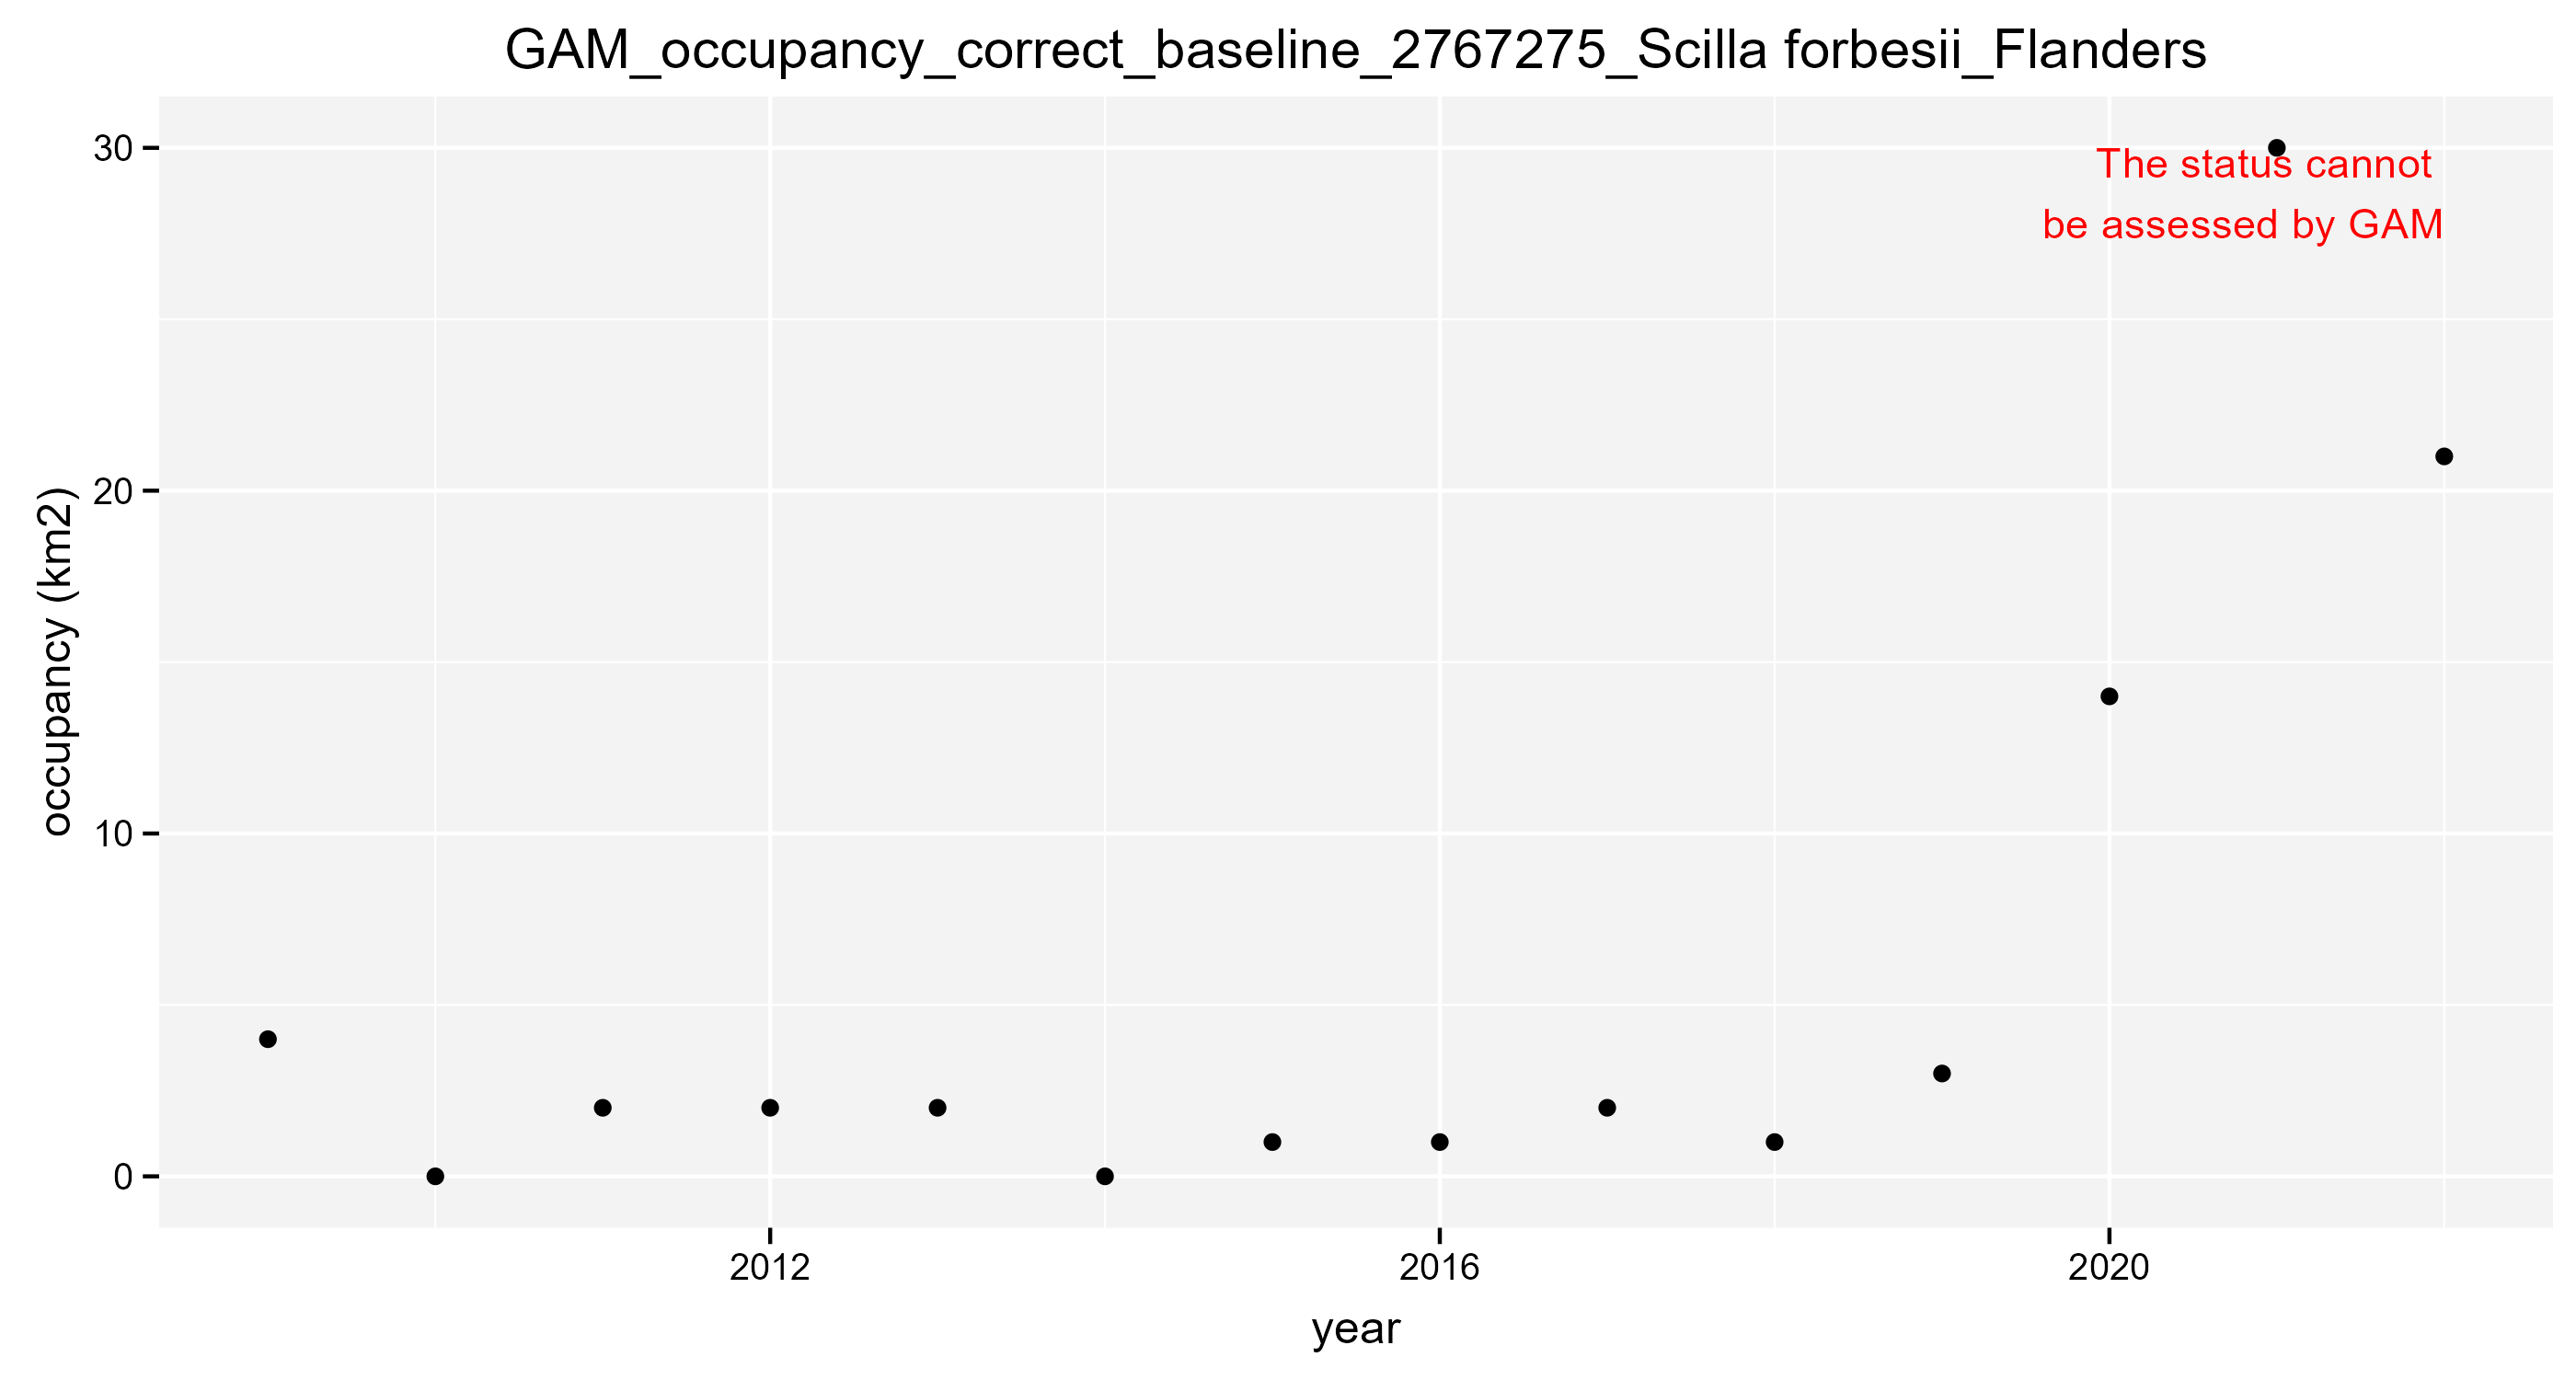 GAM_occupancy_correct_baseline_2767275_Scilla forbesii_Flanders
30
The status cannot
be assessed by GAM
20
occupancy (km2)
10
0
2012 2016 2020
year